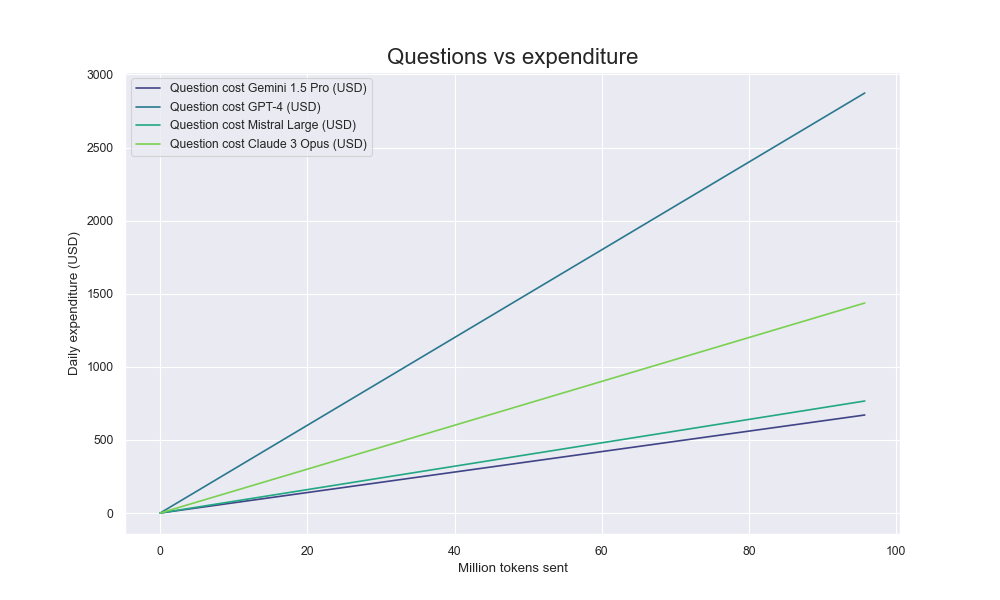 Questions vs expenditure
Question cost Gemini 1.5 Pro (USD)
Question cost GPT-4 (USD)
Question cost Mistral Large (USD)
Question cost Claude 3 Opus (USD)
3000
2500
2000
1500
1000
500
0
Daily expenditure (USD)
0 20 40 60 80 100
Million tokens sent